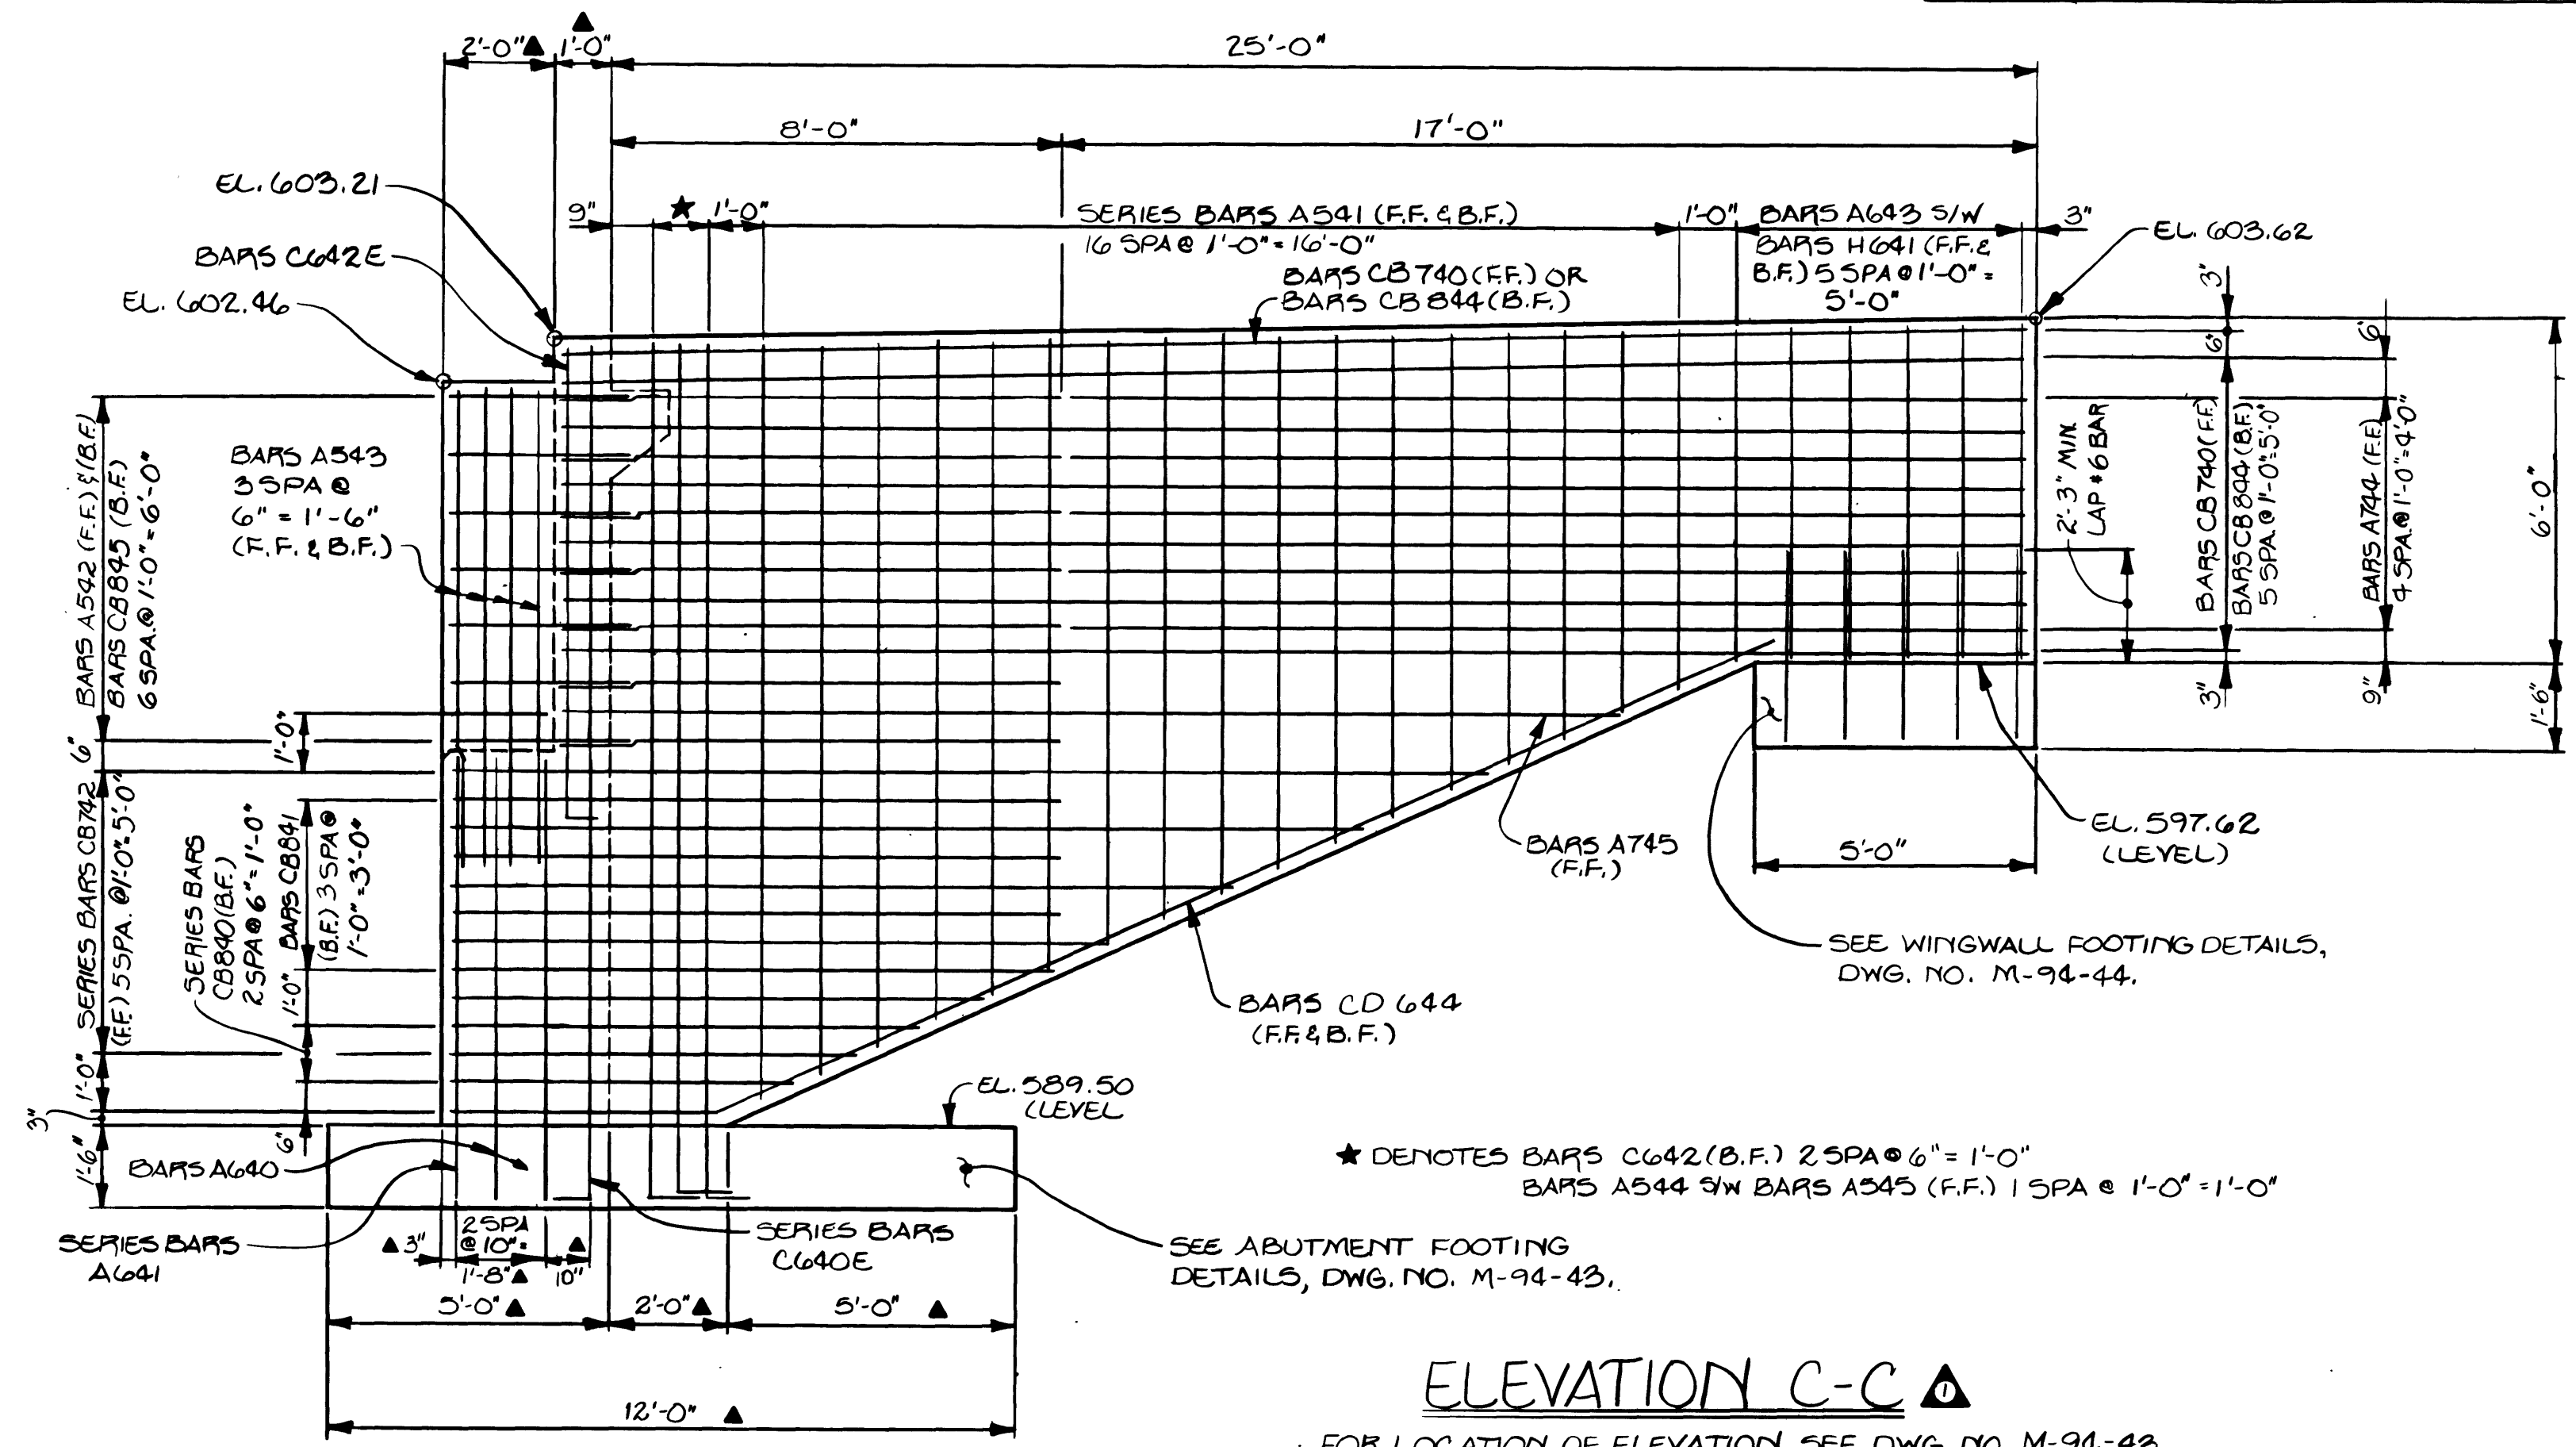 2'-0"▲ 1'-0" ▲
25'-0"
8'-0"
17'-0"
EL. 603.21
9"
★ 1'-0"
SERIES BARS A541 (F.F. & B.F.)
16 SPA @ 1'-0" = 16'-0"
1'-0"
BARS A643 S/W
BARS H641 (F.F. &
B.F.) 5 SPA @ 1'-0" =
5'-0"
3"
EL. 603.62
BARS C642E
EL. 602.46
BARS CB740 (F.F.) OR
BARS CB844 (B.F.)
3"
6"
6"
BARS A542 (F.F.) & (B.F.)
BARS CB845 (B.F.)
6 SPA. @ 1'-0" = 6'-0"
BARS A543
3 SPA @
6" = 1'-6"
(F.F. & B.F.)
2'-3" MIN
LAP #6 BAR
BARS CB740 (F.F.)
BARS CB844 (B.F.)
5 SPA. @ 1'-0" = 5'-0"
BARS A744 (F.F.)
4 SPA. @ 1'-0" = 4'-0"
6'-0"
3"
9"
1'-6"
6"
1'-0"
SERIES BARS CB742
(F.F.) 5 SPA. @ 1'-0" = 5'-0"
SERIES BARS
CB840 (B.F.)
2 SPA @ 6" = 1'-0"
1'-0"
BARS CB841
(B.F.) 3 SPA @
1'-0" = 3'-0"
BARS A745
(F.F.)
5'-0"
EL. 597.62
(LEVEL)
SEE WINGWALL FOOTING DETAILS,
DWG. NO. M-94-44.
BARS CD 644
(F.F. & B.F.)
1'-0"
3"
1'-6"
6"
EL. 589.50
(LEVEL
BARS A640
★ DENOTES BARS C642 (B.F.) 2 SPA @ 6" = 1'-0"
BARS A544 S/W BARS A545 (F.F.) 1 SPA @ 1'-0" = 1'-0"
SERIES BARS
A641
▲ 3"
2 SPA
@ 10" =
1'-8" ▲
▲
10"
SERIES BARS
C640E
SEE ABUTMENT FOOTING
DETAILS, DWG. NO. M-94-43.
5'-0" ▲ 2'-0" ▲ 5'-0" ▲
12'-0" ▲
ELEVATION C-C 1
FOR LOCATION OF ELEVATION SEE DWG. NO. M-94-43